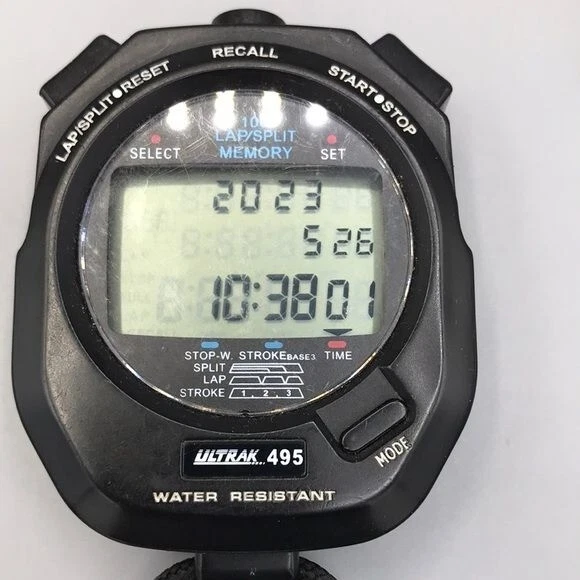 RECALL
LAP/SPLIT●RESET
START●STOP
LAP/SPLIT
SELECT MEMORY SET
2023
5 26
10:38 01
STOP-W. STROKE BASE3. TIME
SPLIT
LAP
STROKE 1, 2, 3
MODE
ULTRAK 495
WATER RESISTANT